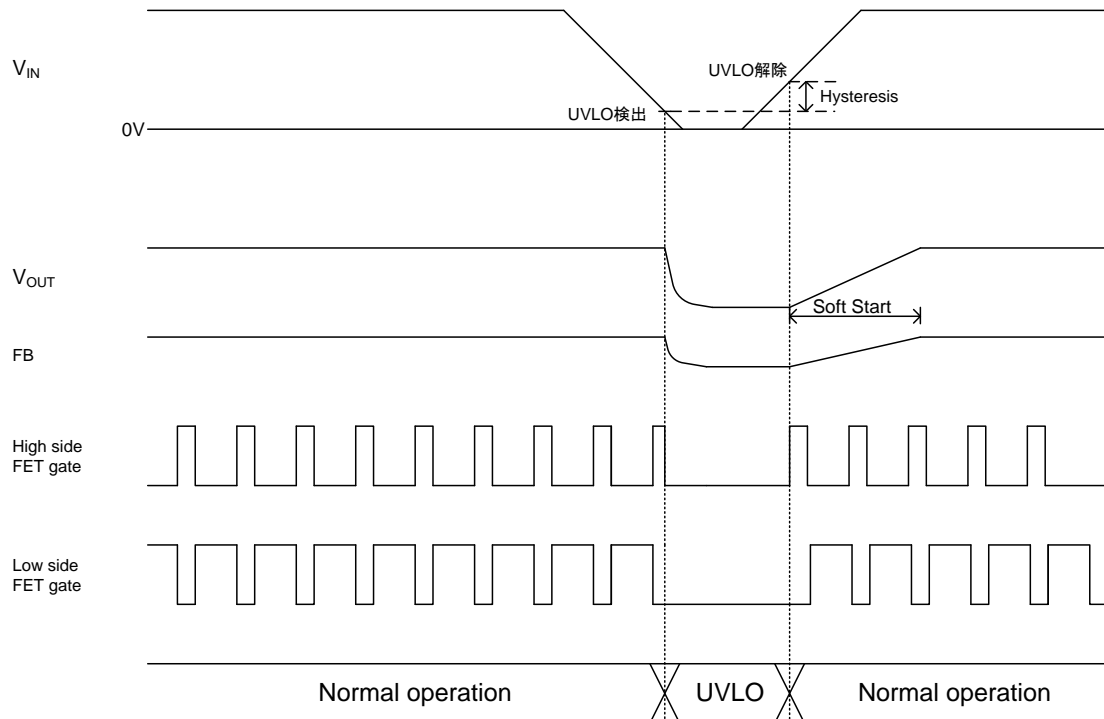 VIN
UVLO解除
Hysteresis
UVLO検出
0V
VOUT
Soft Start
FB
High side
FET gate
Low side
FET gate
Normal operation
UVLO
Normal operation